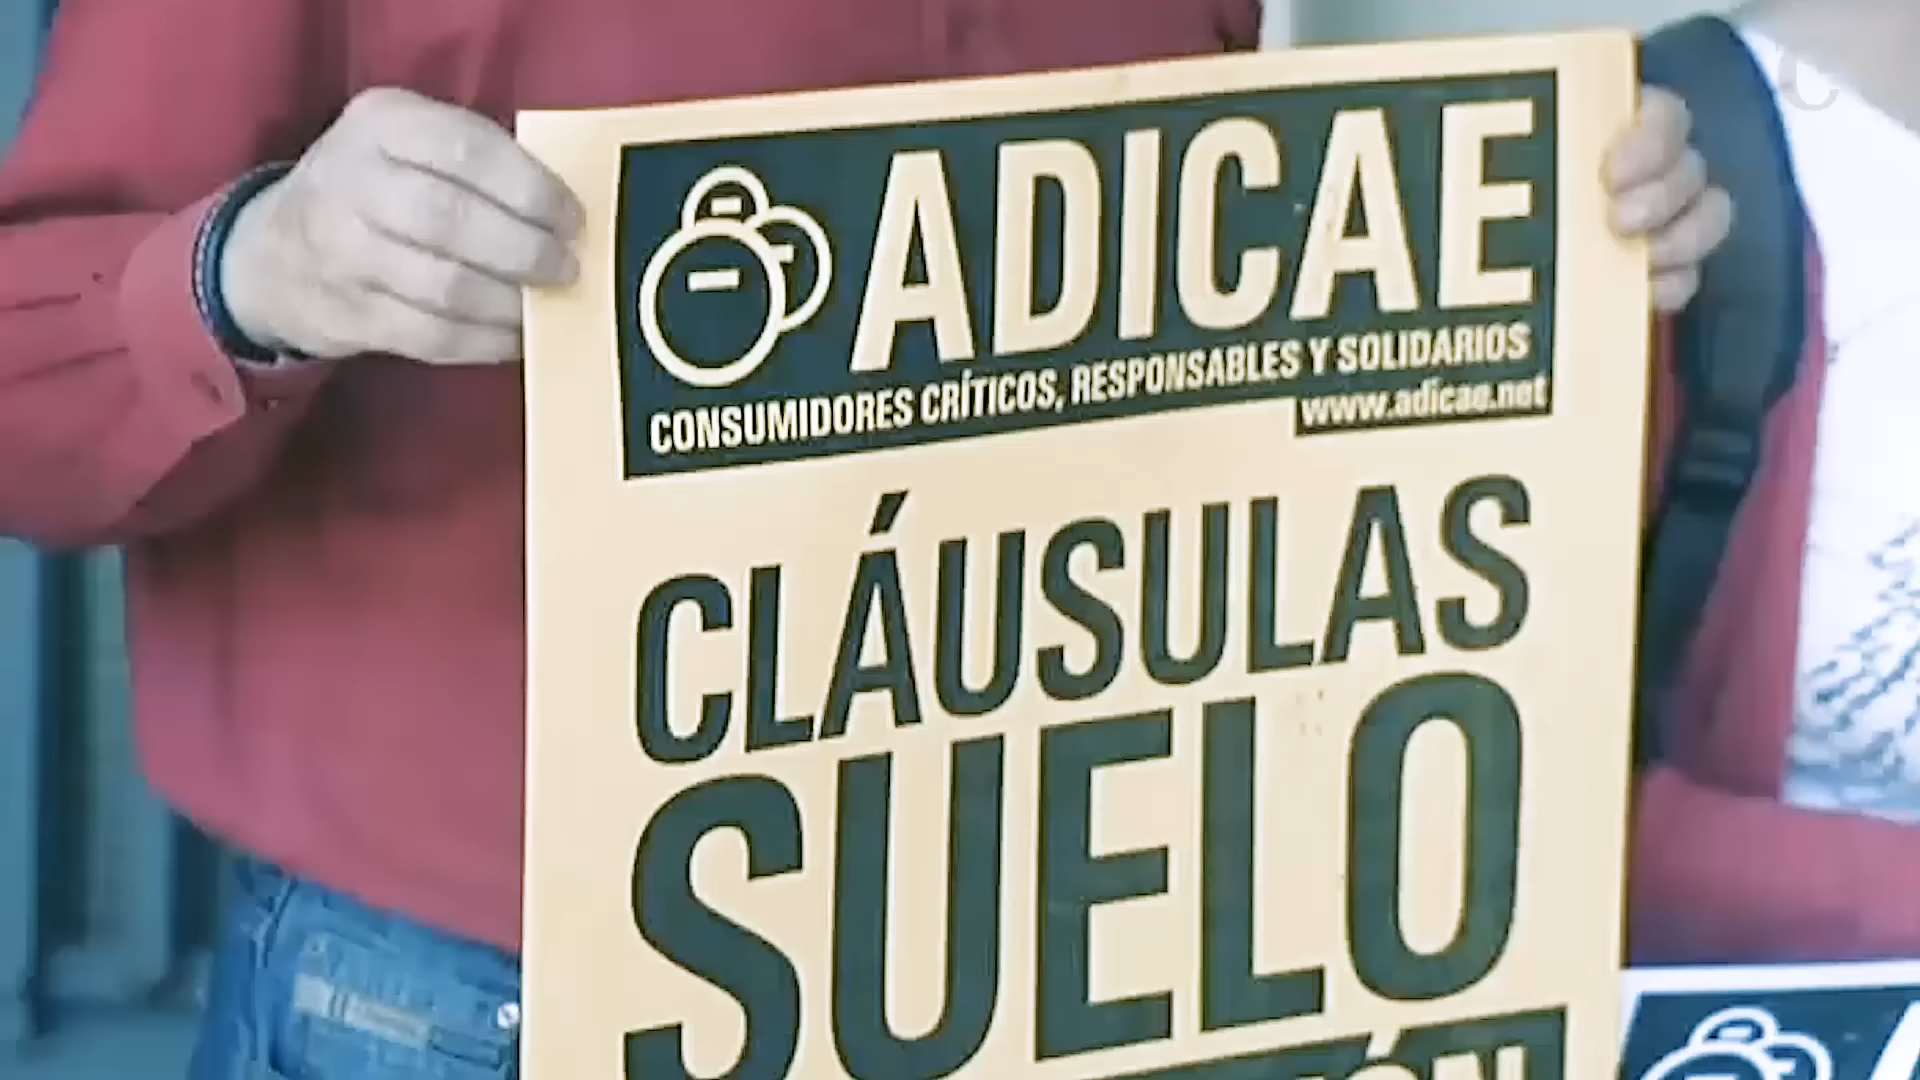 ADICAE
CONSUMIDORES CRÍTICOS, RESPONSABLES Y SOLIDARIOS
www.adicae.net
CLÁUSULAS
SUELO